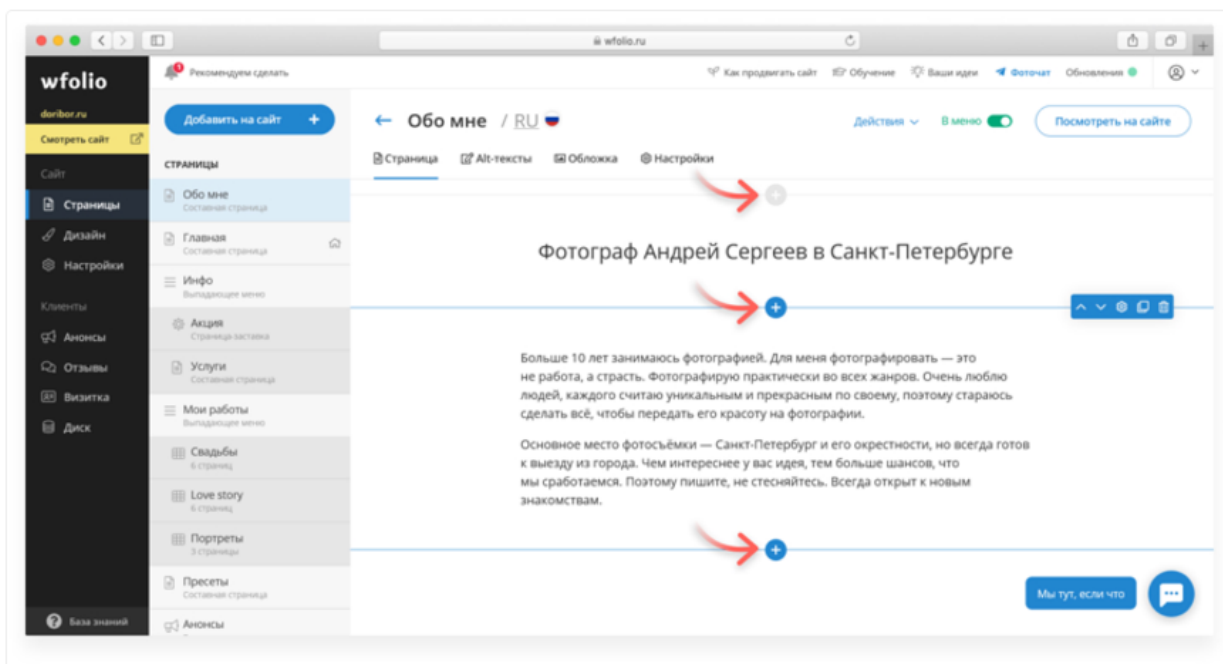 wfolio.ru
wfolio
Рекомендуем сделать
Как продвигать сайт
Обучение
Ваши идеи
Фоточат
Обновления
doribor.ru
Смотреть сайт
Сайт
Страницы
Дизайн
Настройки
Клиенты
Анонсы
Отзывы
Визитка
Диск
База знаний
Добавить на сайт +
СТРАНИЦЫ
Обо мне
Составная страница
Главная
Составная страница
Инфо
Выпадающее меню
Акция
Страница-заставка
Услуги
Составная страница
Мои работы
Выпадающее меню
Свадьбы
6 страниц
Love story
6 страниц
Портреты
3 страницы
Пресеты
Составная страница
Анонсы
← Обо мне / RU
Действия
В меню
Посмотреть на сайте
Страница
Alt-тексты
Обложка
Настройки
Фотограф Андрей Сергеев в Санкт-Петербурге
Больше 10 лет занимаюсь фотографией. Для меня фотографировать — это
не работа, а страсть. Фотографирую практически во всех жанров. Очень люблю
людей, каждого считаю уникальным и прекрасным по своему, поэтому стараюсь
сделать всё, чтобы передать его красоту на фотографии.
Основное место фотосъёмки — Санкт-Петербург и его окрестности, но всегда готов
к выезду из города. Чем интереснее у вас идея, тем больше шансов, что
мы сработаемся. Поэтому пишите, не стесняйтесь. Всегда открыт к новым
знакомствам.
Мы тут, если что